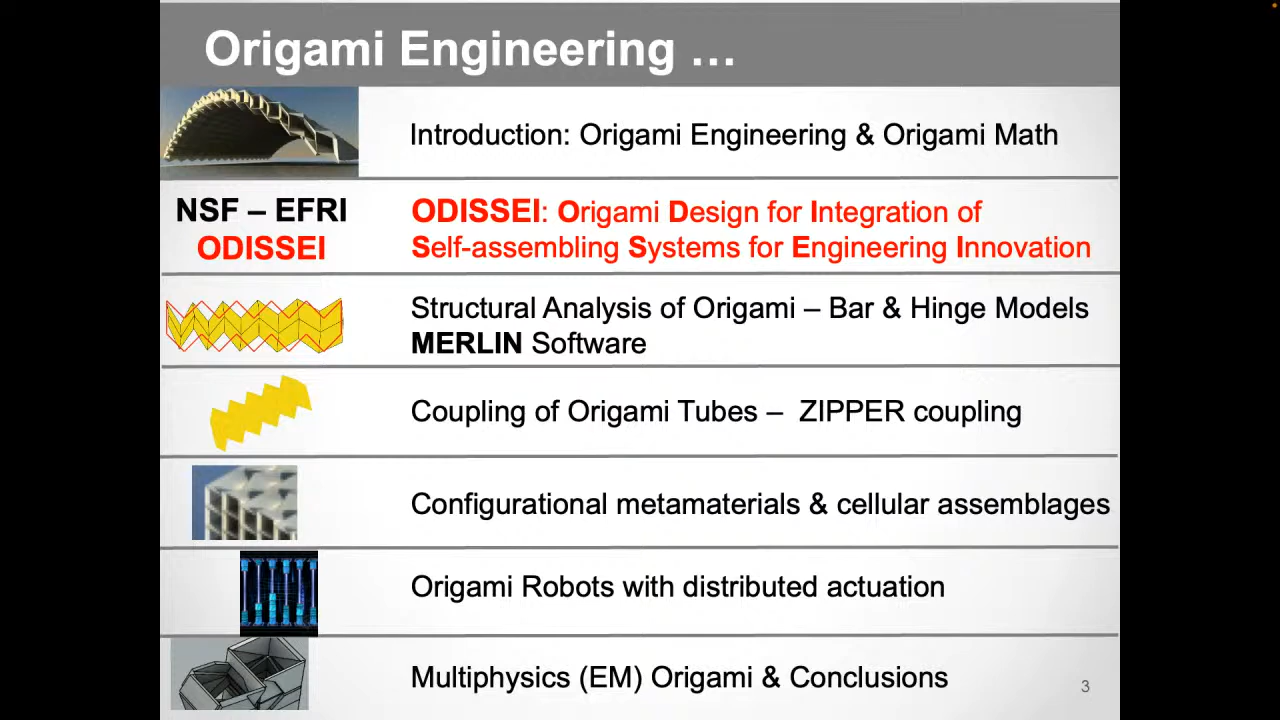 Origami Engineering …
Introduction: Origami Engineering & Origami Math
NSF – EFRI
ODISSEI
ODISSEI: Origami Design for Integration of
Self-assembling Systems for Engineering Innovation
Structural Analysis of Origami – Bar & Hinge Models
MERLIN Software
Coupling of Origami Tubes – ZIPPER coupling
Configurational metamaterials & cellular assemblages
Origami Robots with distributed actuation
Multiphysics (EM) Origami & Conclusions
3